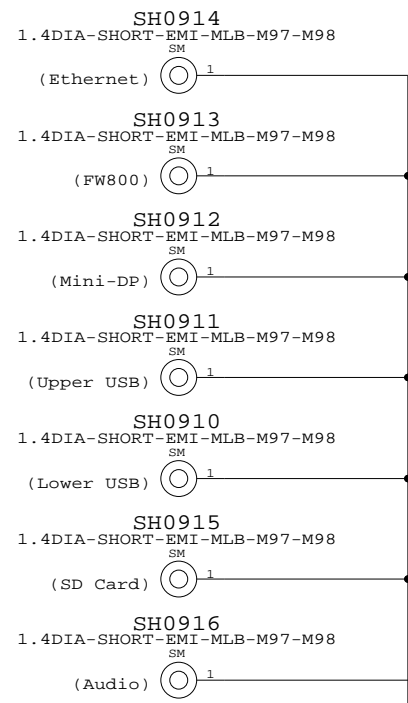 SH0914
1.4DIA-SHORT-EMI-MLB-M97-M98
SM
(Ethernet)
1
SH0913
1.4DIA-SHORT-EMI-MLB-M97-M98
SM
(FW800)
1
SH0912
1.4DIA-SHORT-EMI-MLB-M97-M98
SM
(Mini-DP)
1
SH0911
1.4DIA-SHORT-EMI-MLB-M97-M98
SM
(Upper USB)
1
SH0910
1.4DIA-SHORT-EMI-MLB-M97-M98
SM
(Lower USB)
1
SH0915
1.4DIA-SHORT-EMI-MLB-M97-M98
SM
(SD Card)
1
SH0916
1.4DIA-SHORT-EMI-MLB-M97-M98
SM
(Audio)
1